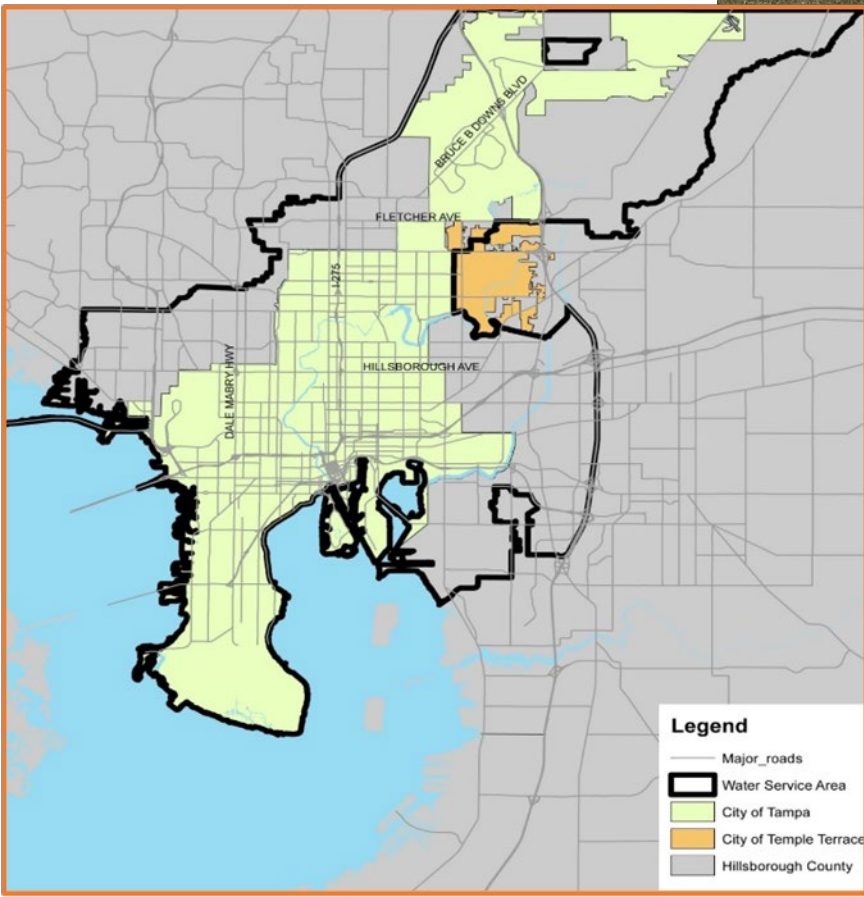 BRUCE B DOWNS BLVD
FLETCHER AVE
I-275
HILLSBOROUGH AVE
DALE MABRY HWY
Legend
Major_roads
Water Service Area
City of Tampa
City of Temple Terrace
Hillsborough County